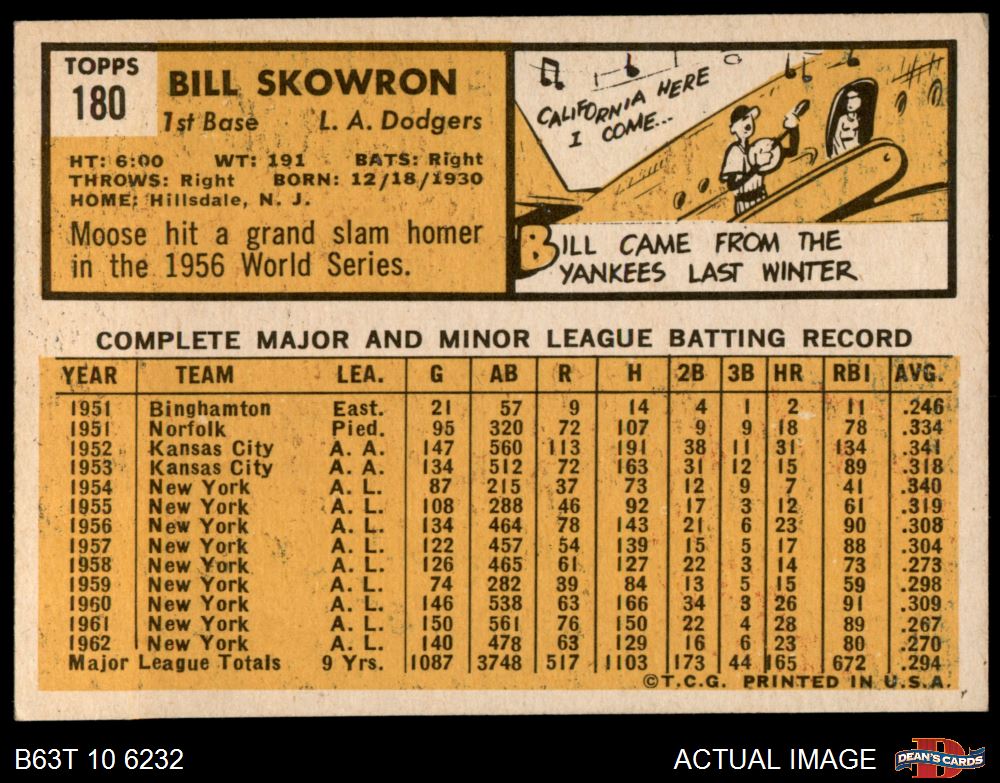 TOPPS
180
BILL SKOWRON
1st Base L. A. Dodgers
HT: 6:00 WT: 191 BATS: Right
THROWS: Right BORN: 12/18/1930
HOME: Hillsdale, N. J.
Moose hit a grand slam homer
in the 1956 World Series.
CALIFORNIA HERE
I COME...
BILL CAME FROM THE
YANKEES LAST WINTER
COMPLETE MAJOR AND MINOR LEAGUE BATTING RECORD
YEAR TEAM LEA. G AB R H 2B 3B HR RBI AVG.
1951 Binghamton East. 21 57 9 14 4 1 2 11 .246
1951 Norfolk Pied. 95 320 72 107 9 9 18 78 .334
1952 Kansas City A. A. 147 560 113 191 38 11 31 134 .341
1953 Kansas City A. A. 134 512 72 163 31 12 15 89 .318
1954 New York A. L. 87 215 37 73 12 9 7 41 .340
1955 New York A. L. 108 288 46 92 17 3 12 61 .319
1956 New York A. L. 134 464 78 143 21 6 23 90 .308
1957 New York A. L. 122 457 54 139 15 5 17 88 .304
1958 New York A. L. 126 465 61 127 22 3 14 73 .273
1959 New York A. L. 74 282 39 84 13 5 15 59 .298
1960 New York A. L. 146 538 63 166 34 3 26 91 .309
1961 New York A. L. 150 561 76 150 22 4 28 89 .267
1962 New York A. L. 140 478 63 129 16 6 23 80 .270
Major League Totals 9 Yrs. 1087 3748 517 1103 173 44 165 672 .294
©T.C.G. PRINTED IN U.S.A.
B63T 10 6232 ACTUAL IMAGE DEAN'S CARDS